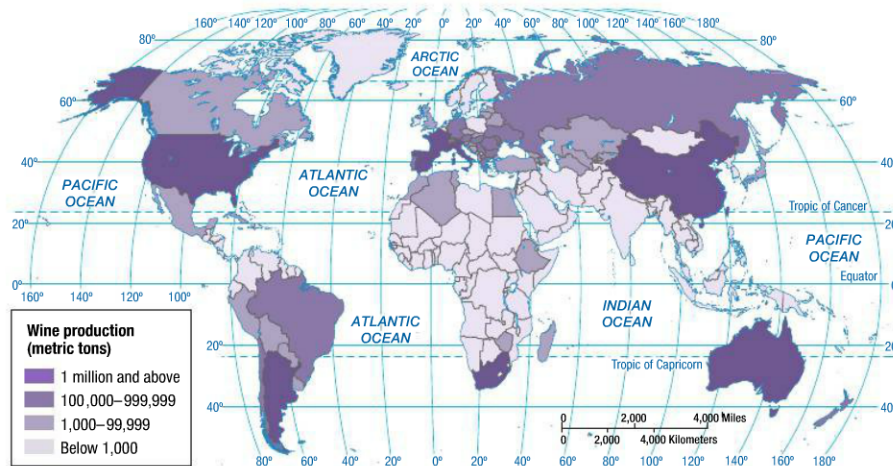 160° 140° 120° 100° 80° 60° 40° 20° 0° 20° 40° 60° 80° 100° 120° 140° 160° 180°
80°
80°
ARCTIC
OCEAN
60°
60°
40°
40°
ATLANTIC
OCEAN
PACIFIC
OCEAN
Tropic of Cancer
20°
20°
PACIFIC
OCEAN
Equator
0°
0°
160° 140° 120° 100°
INDIAN
OCEAN
ATLANTIC
OCEAN
20°
20
Tropic of Capricorn
40°
40
Wine production
(metric tons)
1 million and above
100,000–999,999
1,000–99,999
Below 1,000
0 2,000 4,000 Miles
0 2,000 4,000 Kilometers
80° 60° 40° 20° 0° 20° 40° 60° 80° 100° 120° 140° 160° 180°